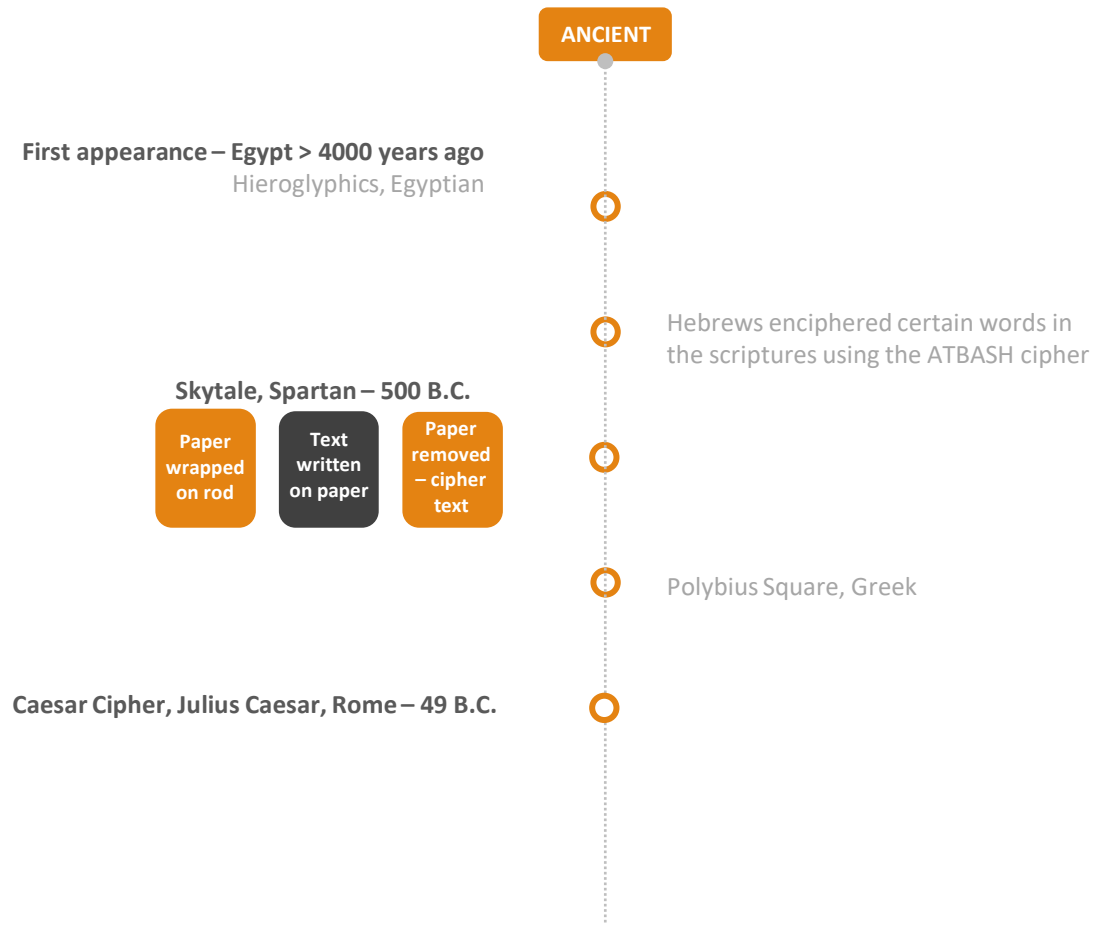 ANCIENT
First appearance – Egypt > 4000 years ago
Hieroglyphics, Egyptian
Hebrews enciphered certain words in
the scriptures using the ATBASH cipher
Skytale, Spartan – 500 B.C.
Paper
wrapped
on rod
Text
written
on paper
Paper
removed
– cipher
text
Polybius Square, Greek
Caesar Cipher, Julius Caesar, Rome – 49 B.C.